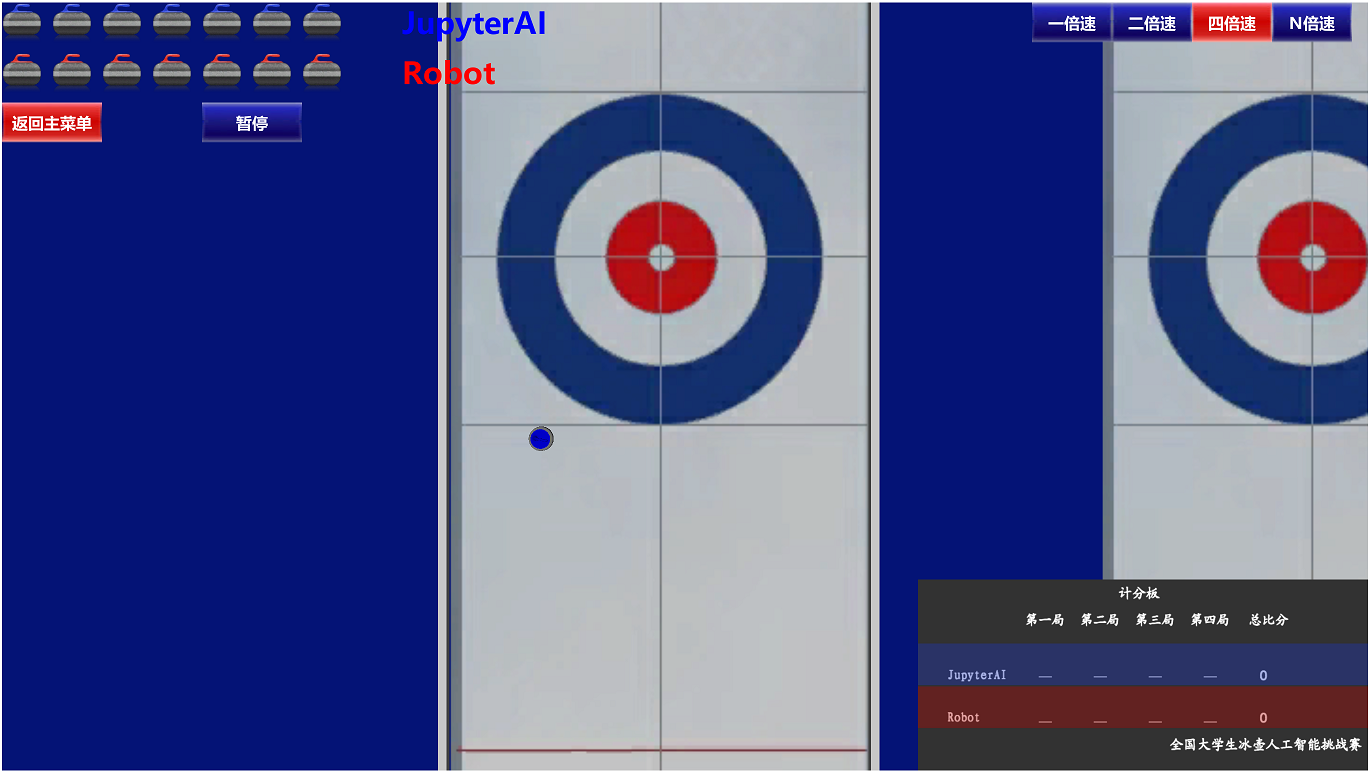 JupyterAI
一倍速 二倍速 四倍速 N倍速
Robot
返回主菜单 暂停
计分板
第一局 第二局 第三局 第四局 总比分
JupyterAI — — — — 0
Robot — — — — 0
全国大学生冰壶人工智能挑战赛